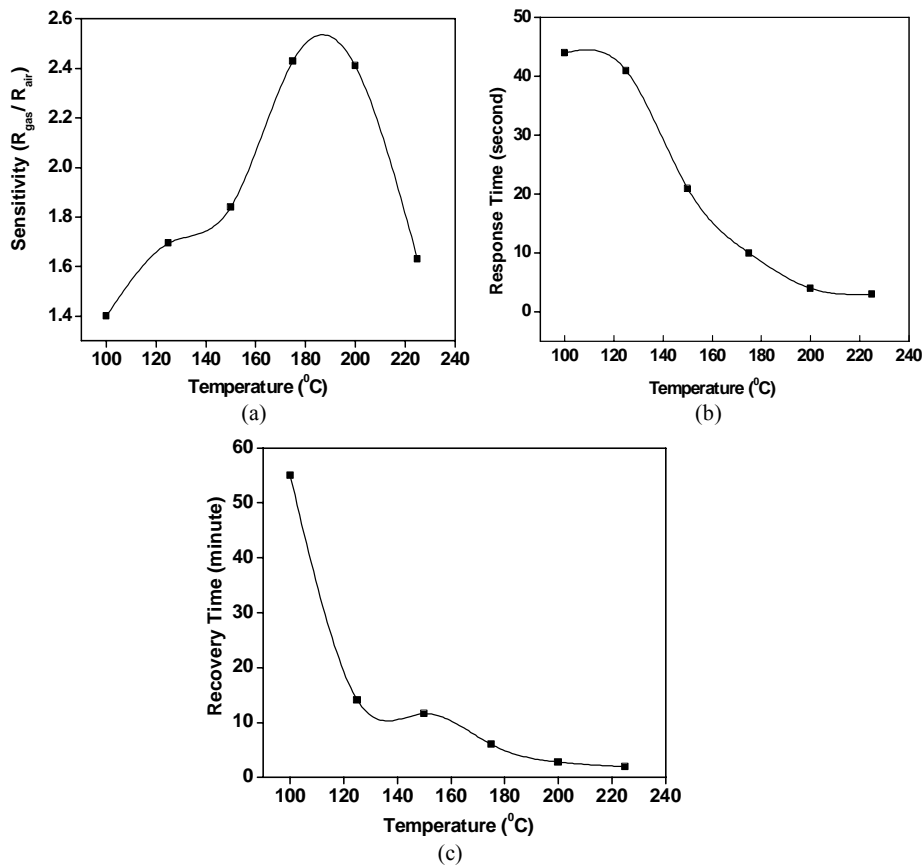 2.6
2.4
2.2
2.0
1.8
1.6
1.4
Sensitivity (Rgas/ Rair)
100 120 140 160 180 200 220 240
Temperature (⁰C)
(a)
50
40
30
20
10
0
Response Time (second)
100 120 140 160 180 200 220 240
Temperature (⁰C)
(b)
60
50
40
30
20
10
0
Recovery Time (minute)
100 120 140 160 180 200 220 240
Temperature (⁰C)
(c)